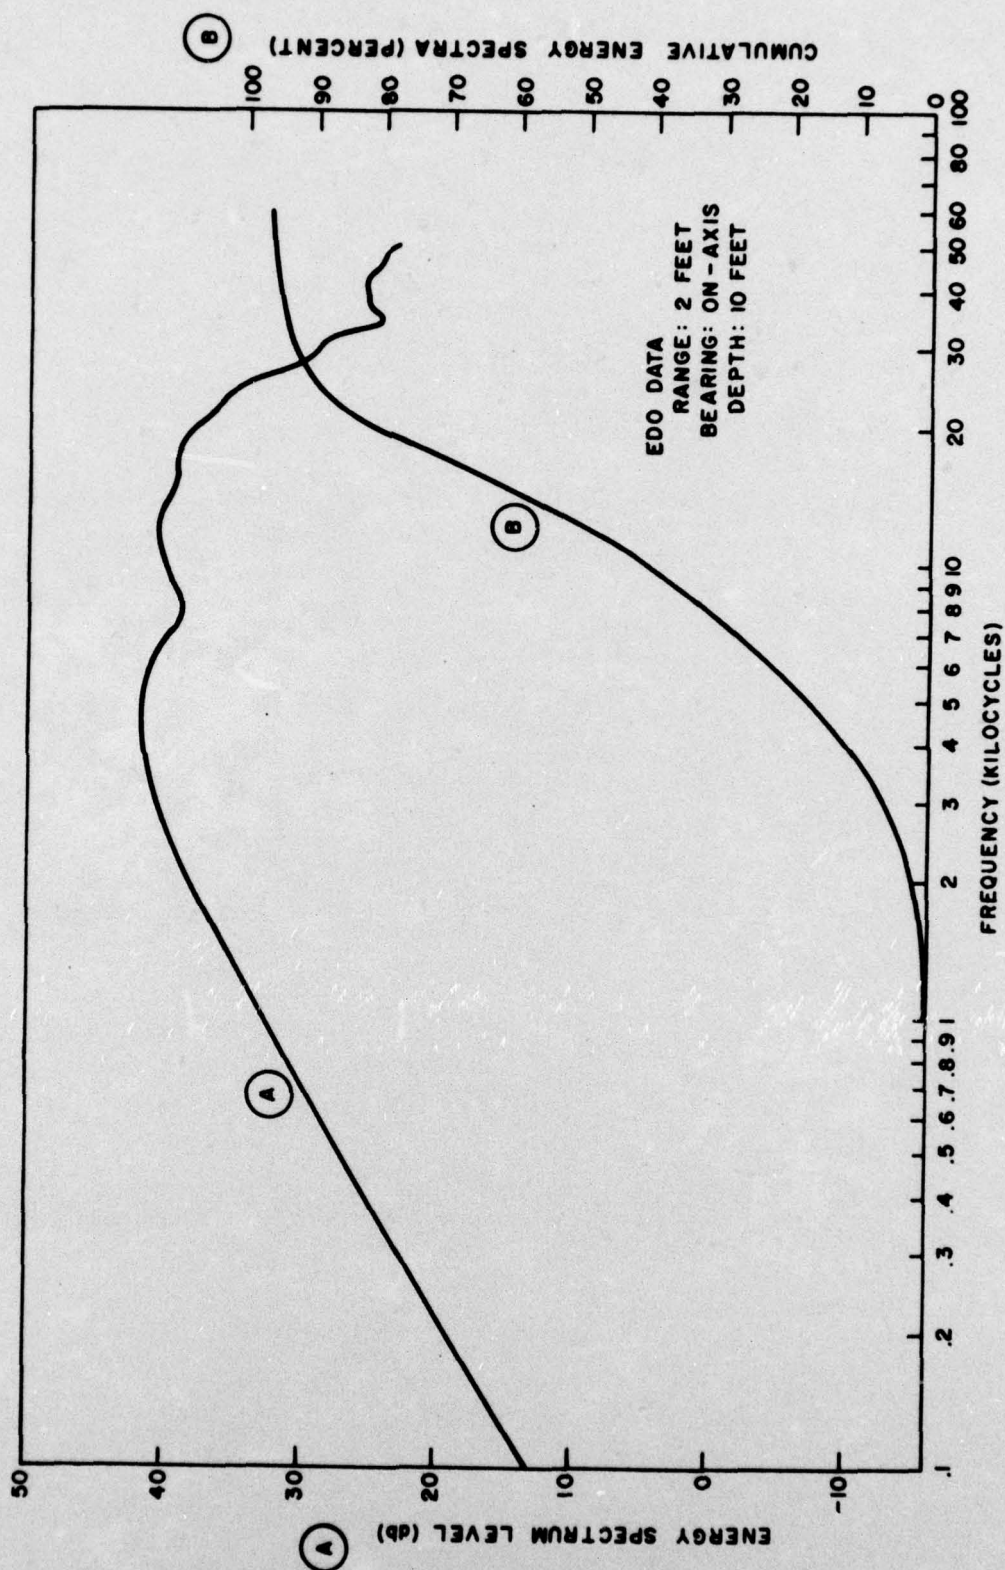 A
ENERGY SPECTRUM LEVEL (db)
50
40
30
20
10
0
-10
B
CUMULATIVE ENERGY SPECTRA (PERCENT)
100
90
80
70
60
50
40
30
20
10
0
A
B
EDO DATA
RANGE: 2 FEET
BEARING: ON-AXIS
DEPTH: 10 FEET
.1 .2 .3 .4 .5 .6 .7 .8 .9 1 2 3 4 5 6 7 8 9 10 20 30 40 50 60 80 100
FREQUENCY (KILOCYCLES)